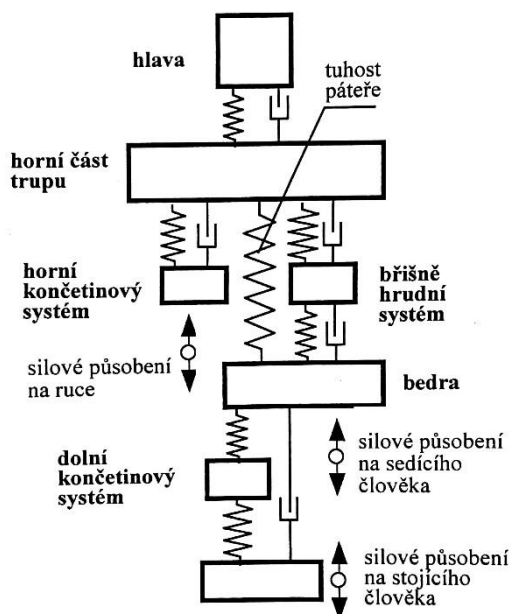 hlava
tuhost
páteře
horní část
trupu
horní
končetinový
systém
břišně
hrudní
systém
silové působení
na ruce
bedra
dolní
končetinový
systém
silové působení
na sedícího
člověka
silové působení
na stojícího
člověka